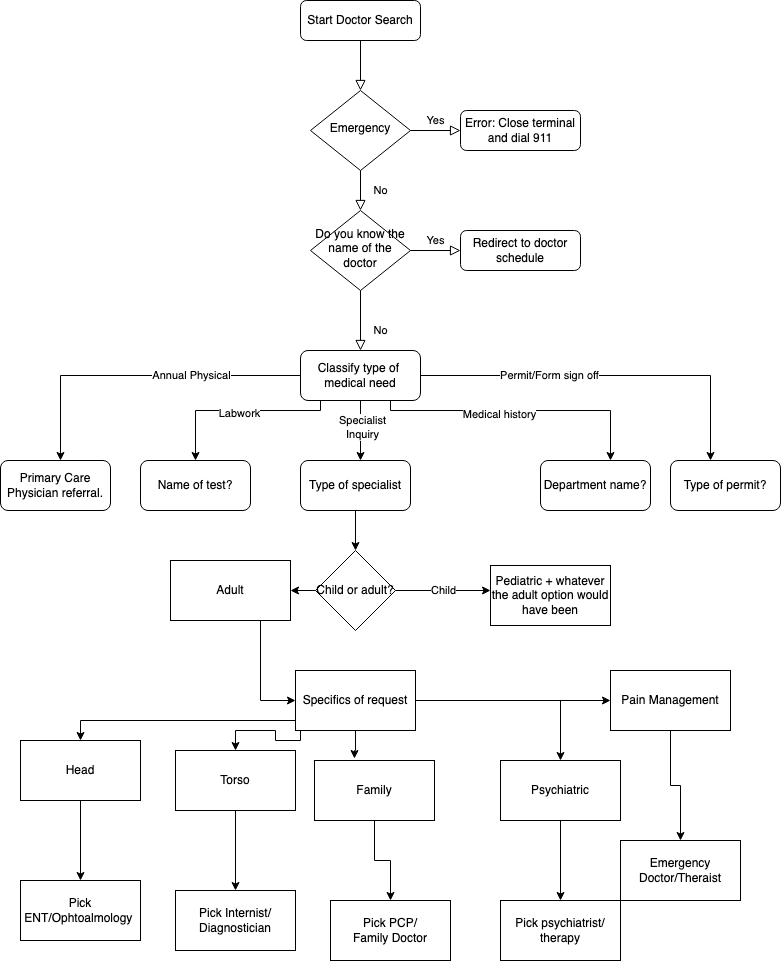 Start Doctor Search
Emergency
Yes
Error: Close terminal
and dial 911
No
Do you know the
name of the
doctor
Yes
Redirect to doctor
schedule
No
Classify type of
medical need
Annual Physical
Permit/Form sign off
Labwork
Specialist
Inquiry
Medical history
Primary Care
Physician referral.
Name of test?
Type of specialist
Department name?
Type of permit?
Adult
Child or adult?
Child
Pediatric + whatever
the adult option would
have been
Specifics of request
Pain Management
Head
Torso
Family
Psychiatric
Emergency
Doctor/Theraist
Pick
ENT/Ophtoalmology
Pick Internist/
Diagnostician
Pick PCP/
Family Doctor
Pick psychiatrist/
therapy